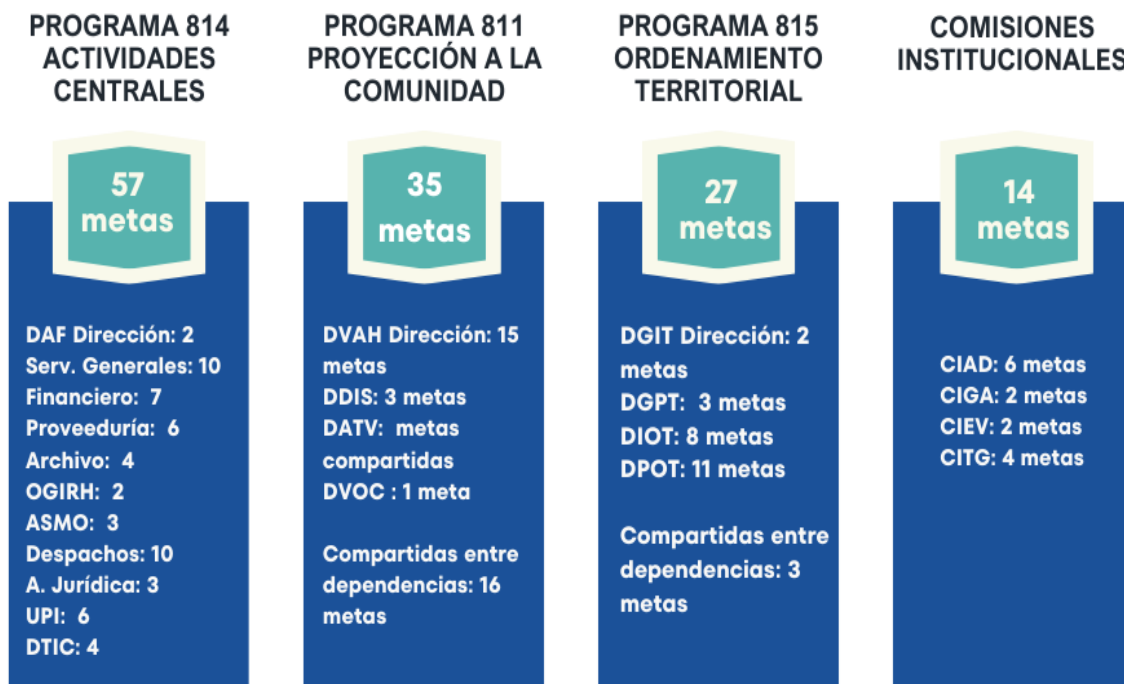 PROGRAMA 814
ACTIVIDADES
CENTRALES
57
metas
DAF Dirección: 2
Serv. Generales: 10
Financiero: 7
Proveeduría: 6
Archivo: 4
OGIRH: 2
ASMO: 3
Despachos: 10
A. Jurídica: 3
UPI: 6
DTIC: 4
PROGRAMA 811
PROYECCIÓN A LA
COMUNIDAD
35
metas
DVAH Dirección: 15
metas
DDIS: 3 metas
DATV: metas
compartidas
DVOC : 1 meta
Compartidas entre
dependencias: 16
metas
PROGRAMA 815
ORDENAMIENTO
TERRITORIAL
27
metas
DGIT Dirección: 2
metas
DGPT: 3 metas
DIOT: 8 metas
DPOT: 11 metas
Compartidas entre
dependencias: 3
metas
COMISIONES
INSTITUCIONALES
14
metas
CIAD: 6 metas
CIGA: 2 metas
CIEV: 2 metas
CITG: 4 metas